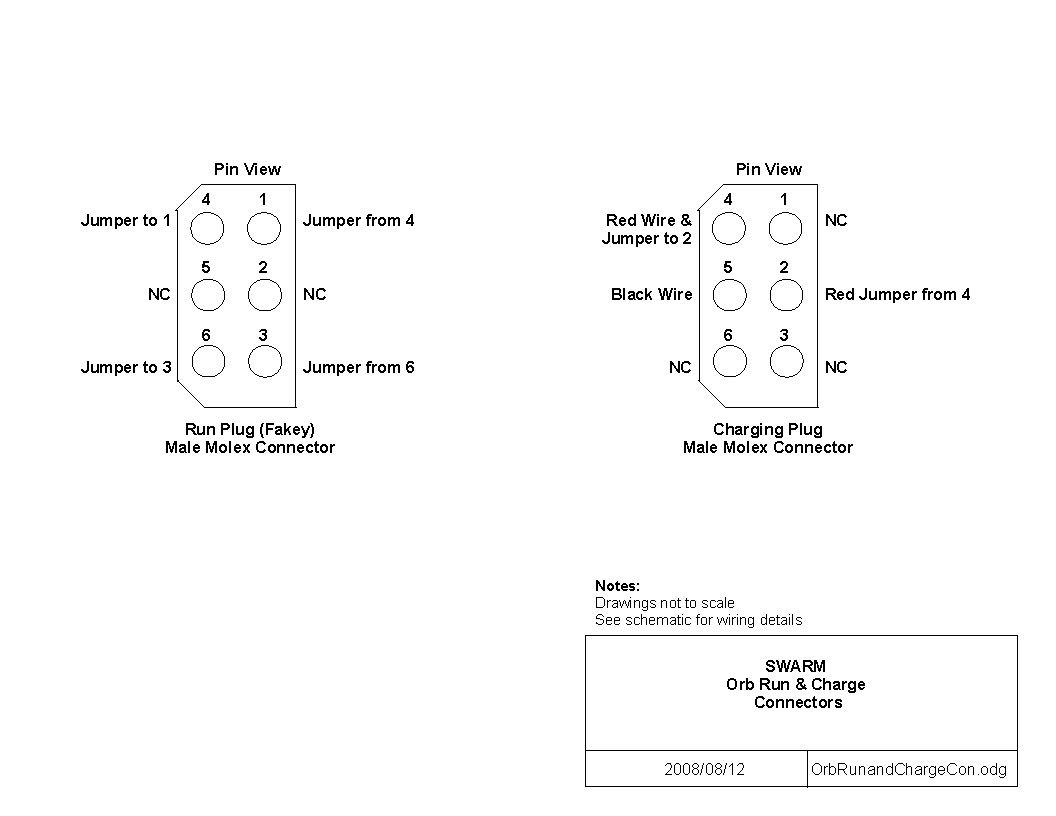 Pin View
4 1
Jumper to 1
Jumper from 4
5 2
NC
NC
6 3
Jumper to 3
Jumper from 6
Run Plug (Fakey)
Male Molex Connector
Pin View
4 1
Red Wire &
Jumper to 2
NC
5 2
Black Wire
Red Jumper from 4
6 3
NC
NC
Charging Plug
Male Molex Connector
Notes:
Drawings not to scale
See schematic for wiring details
SWARM
Orb Run & Charge
Connectors
2008/08/12
OrbRunandChargeCon.odg